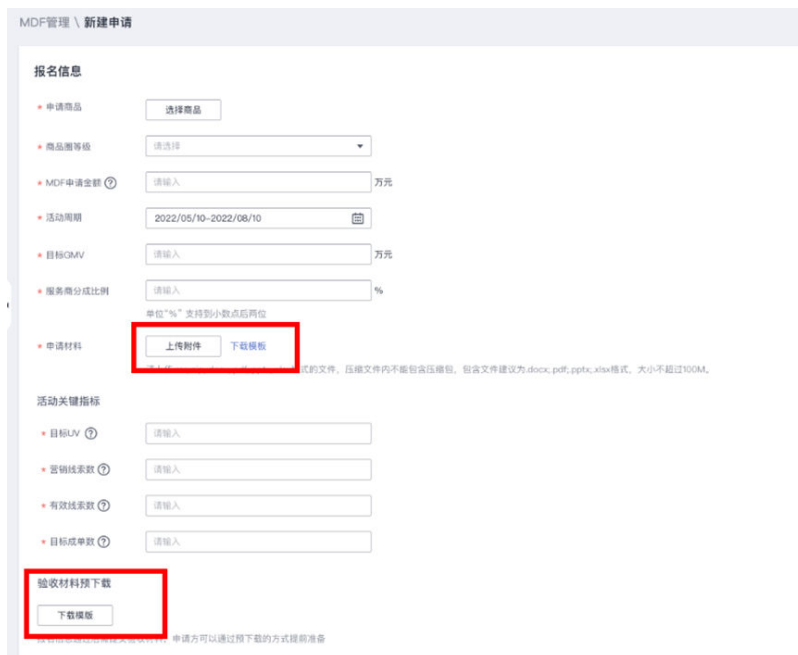 MDF管理 \ 新建申请
报名信息
* 申请商品 选择商品
* 商品圈等级 请选择
* MDF申请金额 ? 请输入 万元
* 活动周期 2022/05/10-2022/08/10
* 目标GMV 请输入 万元
* 服务商分成比例 请输入 %
单位"%" 支持到小数点后两位
* 申请材料 上传附件 下载模板
式的文件，压缩文件内不能包含压缩包，包含文件建议为.docx;.pdf;.pptx;.xlsx格式，大小不超过100M。
活动关键指标
* 目标UV ? 请输入
* 营销线索数 ? 请输入
* 有效线索数 ? 请输入
* 目标成单数 ? 请输入
验收材料预下载
下载模版
申请方可以通过预下载的方式提前准备